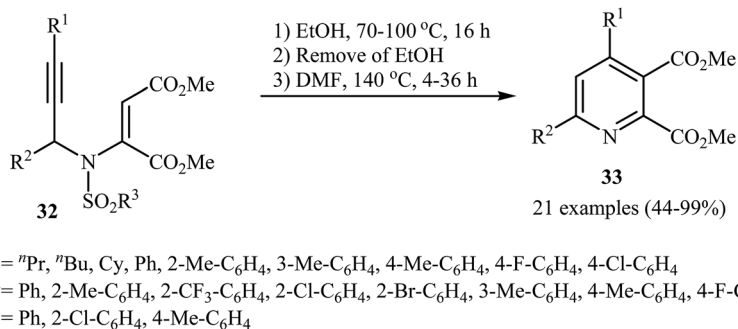 R¹
CO₂Me
R²
N
CO₂Me
SO₂R³
32
1) EtOH, 70-100 °C, 16 h
2) Remove of EtOH
3) DMF, 140 °C, 4-36 h
R¹
CO₂Me
R²
N
CO₂Me
33
21 examples (44-99%)
= ⁿPr, ⁿBu, Cy, Ph, 2-Me-C₆H₄, 3-Me-C₆H₄, 4-Me-C₆H₄, 4-F-C₆H₄, 4-Cl-C₆H₄
= Ph, 2-Me-C₆H₄, 2-CF₃-C₆H₄, 2-Cl-C₆H₄, 2-Br-C₆H₄, 3-Me-C₆H₄, 4-Me-C₆H₄, 4-F-C
= Ph, 2-Cl-C₆H₄, 4-Me-C₆H₄